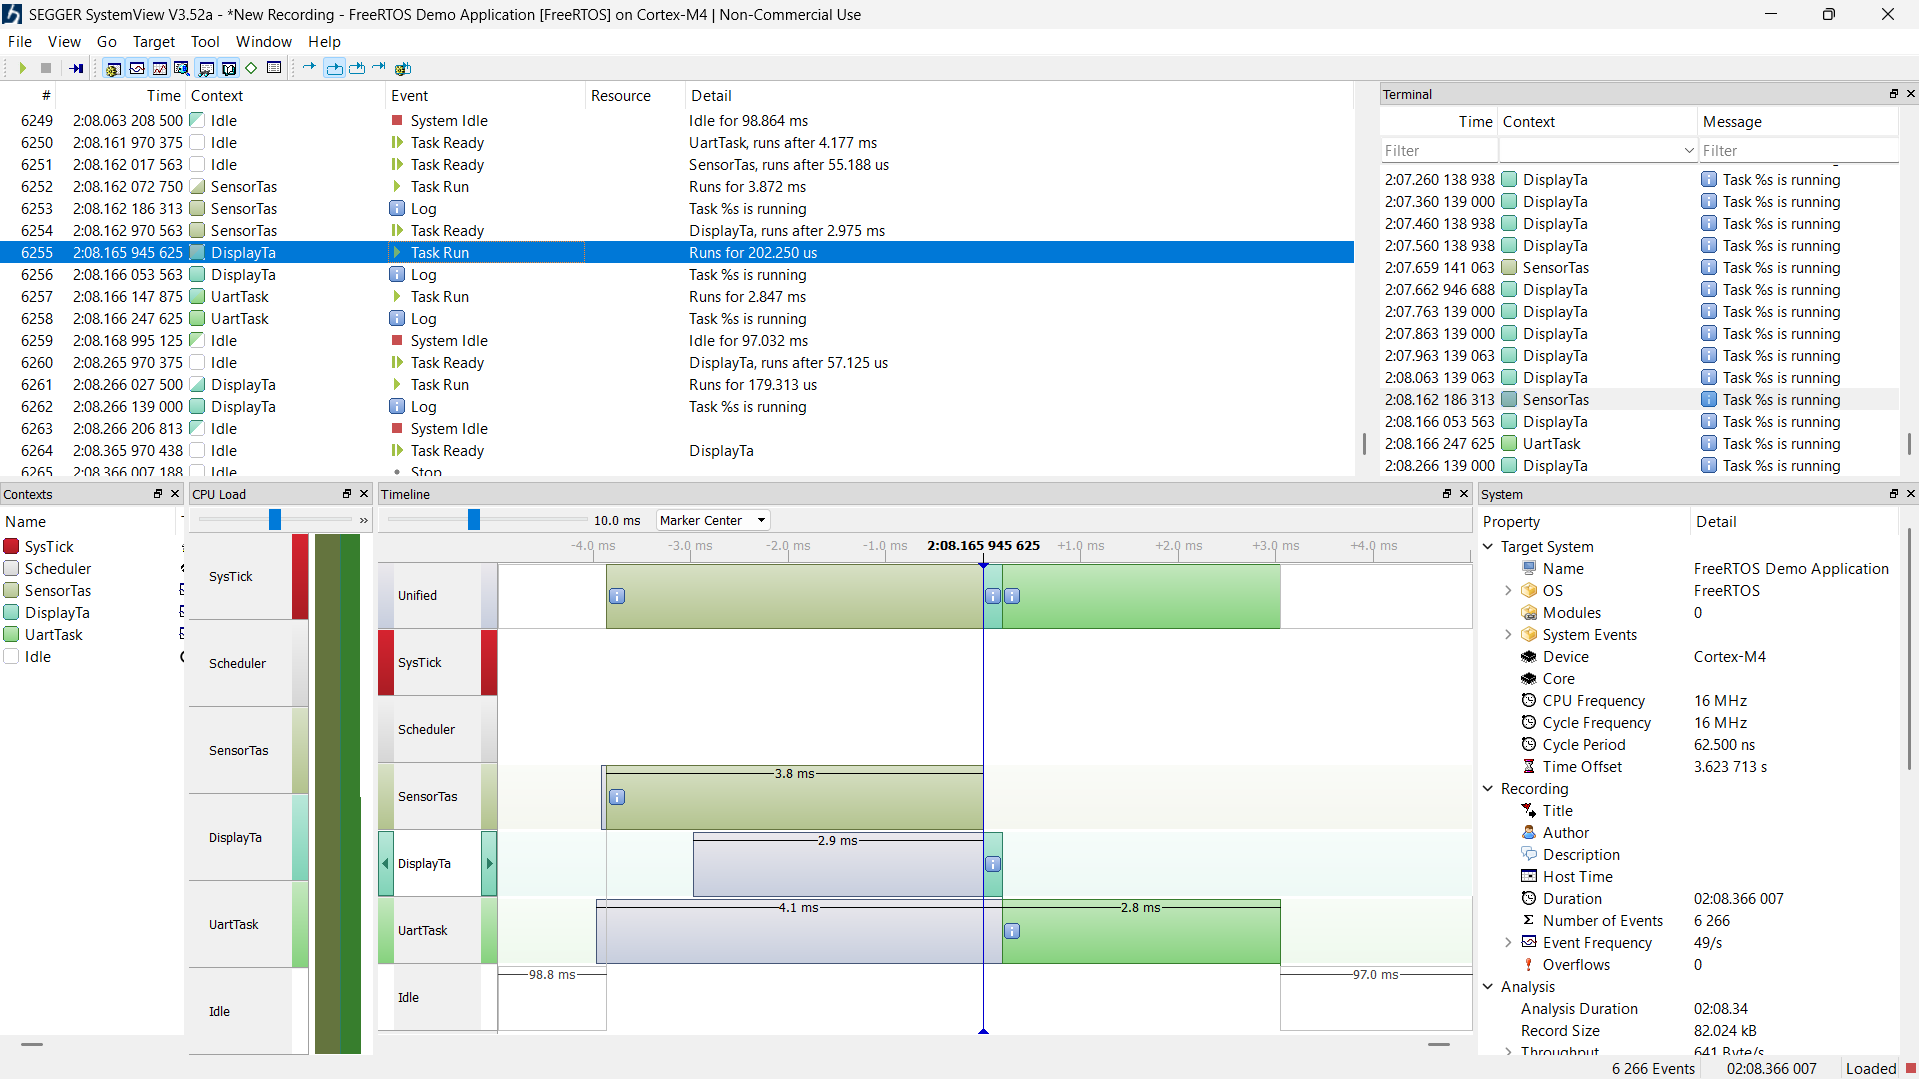 SEGGER SystemView V3.52a - *New Recording - FreeRTOS Demo Application [FreeRTOS] on Cortex-M4 | Non-Commercial Use
File View Go Target Tool Window Help
# Time Context Event Resource Detail
6249 2:08.063 208 500 Idle System Idle Idle for 98.864 ms
6250 2:08.161 970 375 Idle Task Ready UartTask, runs after 4.177 ms
6251 2:08.162 017 563 Idle Task Ready SensorTas, runs after 55.188 us
6252 2:08.162 072 750 SensorTas Task Run Runs for 3.872 ms
6253 2:08.162 186 313 SensorTas Log Task %s is running
6254 2:08.162 970 563 SensorTas Task Ready DisplayTa, runs after 2.975 ms
6255 2:08.165 945 625 DisplayTa Task Run Runs for 202.250 us
6256 2:08.166 053 563 DisplayTa Log Task %s is running
6257 2:08.166 147 875 UartTask Task Run Runs for 2.847 ms
6258 2:08.166 247 625 UartTask Log Task %s is running
6259 2:08.168 995 125 Idle System Idle Idle for 97.032 ms
6260 2:08.265 970 375 Idle Task Ready DisplayTa, runs after 57.125 us
6261 2:08.266 027 500 DisplayTa Task Run Runs for 179.313 us
6262 2:08.266 139 000 DisplayTa Log Task %s is running
6263 2:08.266 206 813 Idle System Idle
6264 2:08.365 970 438 Idle Task Ready DisplayTa
6265 2:08.366 007 188 Idle Stop
Terminal
Time Context Message
Filter Filter
2:07.260 138 938 DisplayTa Task %s is running
2:07.360 139 000 DisplayTa Task %s is running
2:07.460 138 938 DisplayTa Task %s is running
2:07.560 138 938 DisplayTa Task %s is running
2:07.659 141 063 SensorTas Task %s is running
2:07.662 946 688 DisplayTa Task %s is running
2:07.763 139 000 DisplayTa Task %s is running
2:07.863 139 000 DisplayTa Task %s is running
2:07.963 139 063 DisplayTa Task %s is running
2:08.063 139 063 DisplayTa Task %s is running
2:08.162 186 313 SensorTas Task %s is running
2:08.166 053 563 DisplayTa Task %s is running
2:08.166 247 625 UartTask Task %s is running
2:08.266 139 000 DisplayTa Task %s is running
Contexts
Name
SysTick
Scheduler
SensorTas
DisplayTa
UartTask
Idle
CPU Load
»
SysTick
Scheduler
SensorTas
DisplayTa
UartTask
Idle
Timeline
10.0 ms Marker Center
-4.0 ms -3.0 ms -2.0 ms -1.0 ms 2:08.165 945 625 +1.0 ms +2.0 ms +3.0 ms +4.0 ms
Unified
SysTick
Scheduler
SensorTas 3.8 ms
DisplayTa 2.9 ms
UartTask 4.1 ms 2.8 ms
Idle 98.8 ms 97.0 ms
System
Property Detail
Target System
Name FreeRTOS Demo Application
OS FreeRTOS
Modules 0
System Events
Device Cortex-M4
Core
CPU Frequency 16 MHz
Cycle Frequency 16 MHz
Cycle Period 62.500 ns
Time Offset 3.623 713 s
Recording
Title
Author
Description
Host Time
Duration 02:08.366 007
Σ Number of Events 6 266
Event Frequency 49/s
Overflows 0
Analysis
Analysis Duration 02:08.34
Record Size 82.024 kB
Throughput 641 Byte/s
6 266 Events 02:08.366 007 Loaded